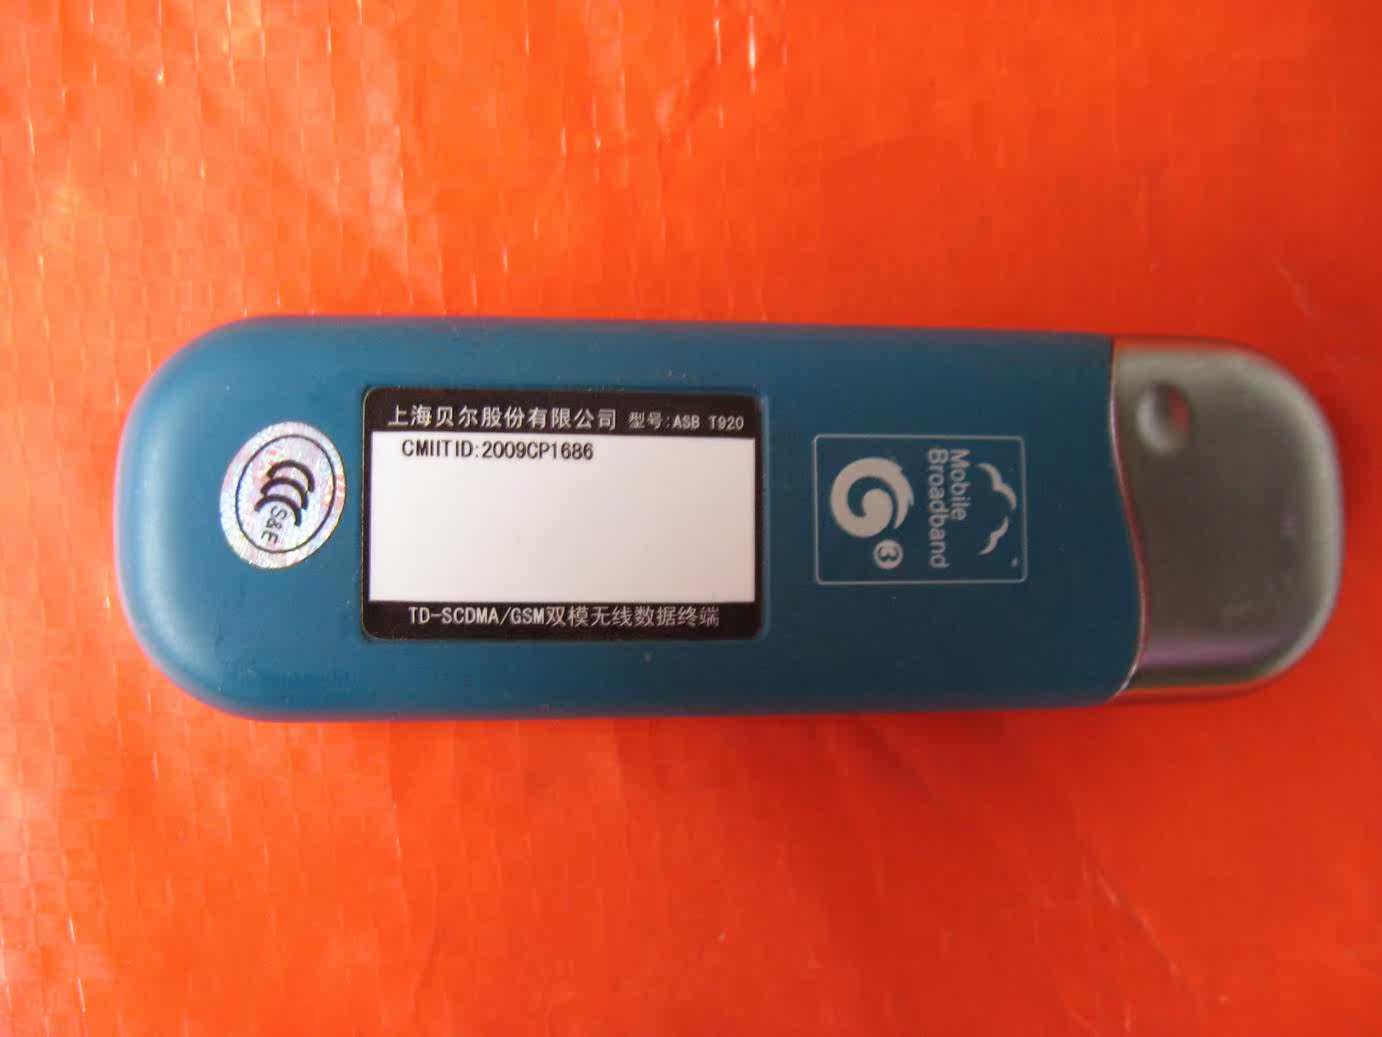 上海贝尔股份有限公司 型号:ASB T920
CMIITID:2009CP1686
TD-SCDMA/GSM双模无线数据终端
S&E
Mobile
Broadband
G3